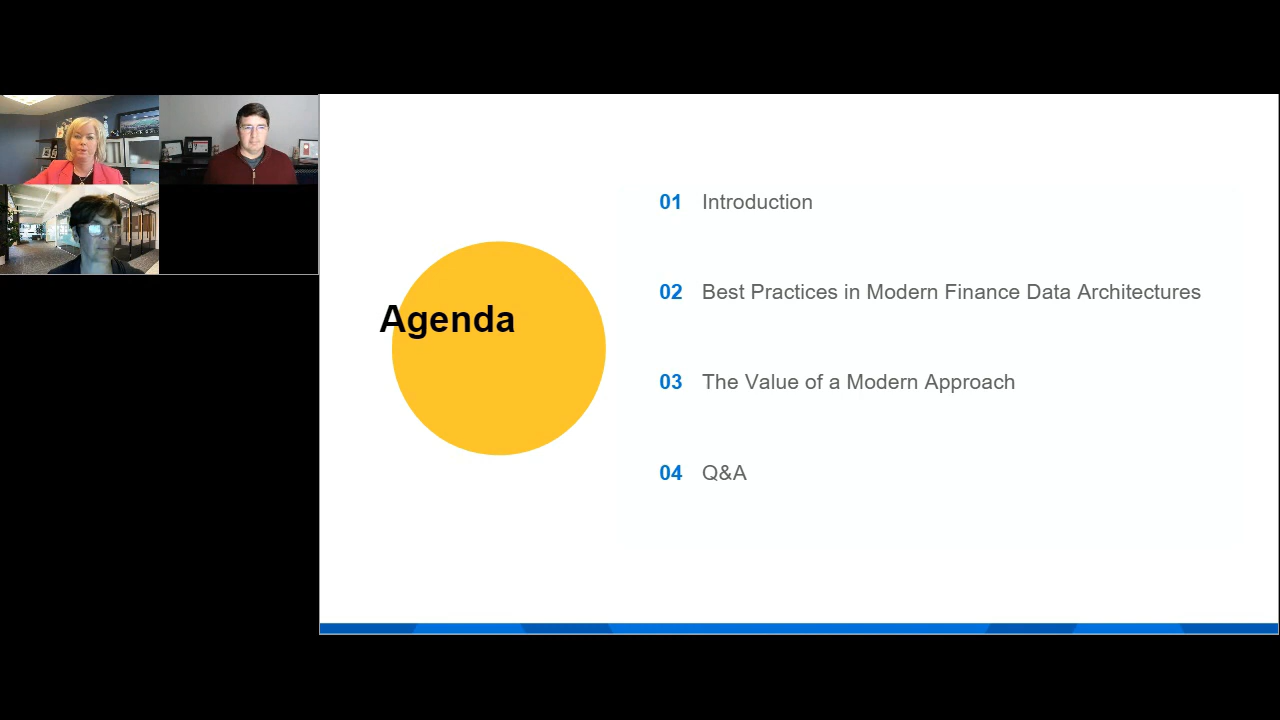 Agenda
01 Introduction
02 Best Practices in Modern Finance Data Architectures
03 The Value of a Modern Approach
04 Q&A